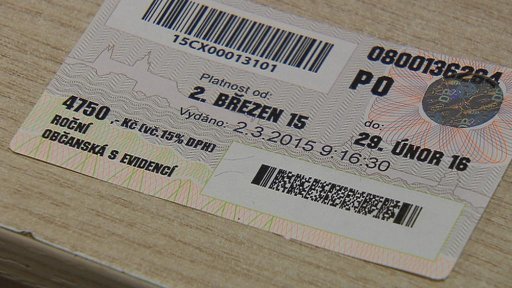 15CX00013101
0800136264
PO
Platnost od:
2. BŘEZEN 15
do:
29. ÚNOR 16
Vydáno: 2.3.2015 9:16:30
4750,- Kč (vč. 15% DPH)
ROČNÍ
OBČANSKÁ S EVIDENCÍ